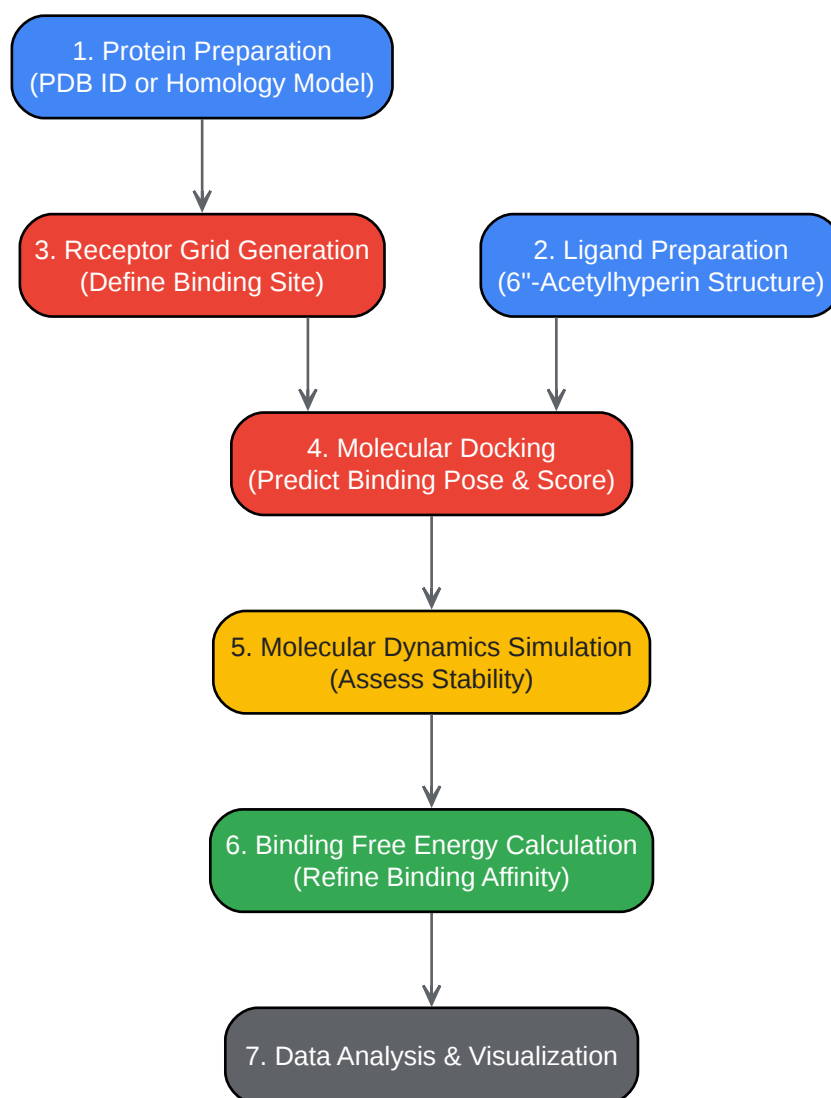 1. Protein Preparation
(PDB ID or Homology Model)
3. Receptor Grid Generation
(Define Binding Site)
2. Ligand Preparation
(6"-Acetylhyperin Structure)
4. Molecular Docking
(Predict Binding Pose & Score)
5. Molecular Dynamics Simulation
(Assess Stability)
6. Binding Free Energy Calculation
(Refine Binding Affinity)
7. Data Analysis & Visualization